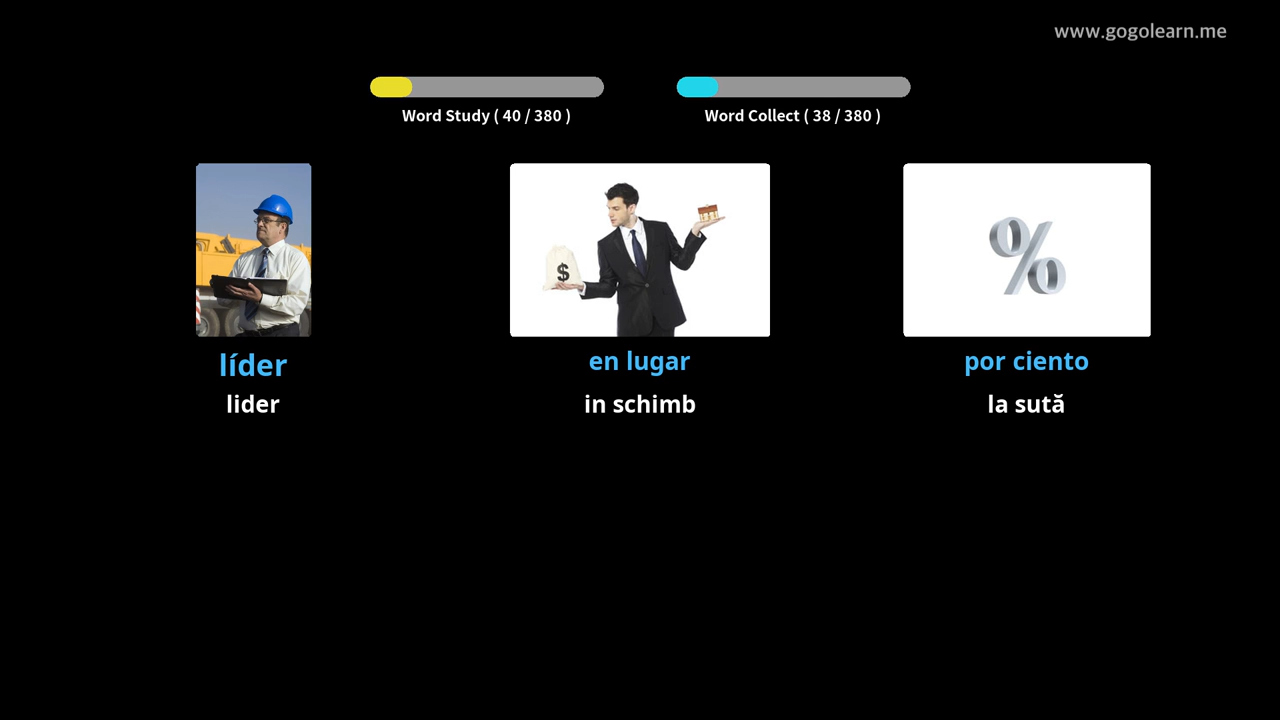 www.gogolearn.me
Word Study ( 40 / 380 )
Word Collect ( 38 / 380 )
$
%
líder
en lugar
por ciento
lider
in schimb
la sută